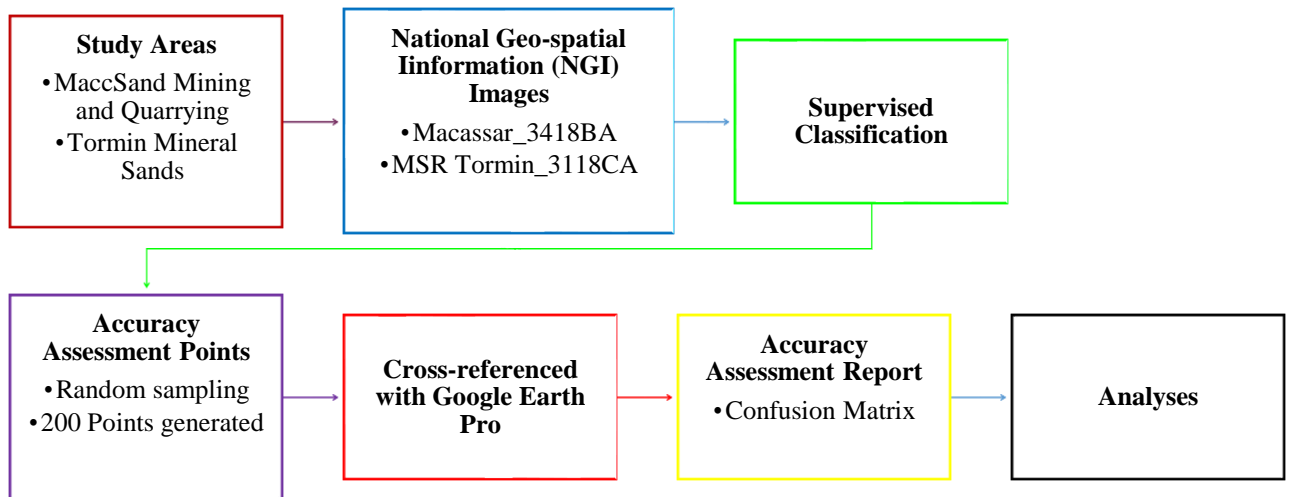 Study Areas
•MaccSand Mining
and Quarrying
•Tormin Mineral
Sands
National Geo-spatial
Iinformation (NGI)
Images
•Macassar_3418BA
•MSR Tormin_3118CA
Supervised
Classification
Accuracy
Assessment Points
•Random sampling
•200 Points generated
Cross-referenced
with Google Earth
Pro
Accuracy
Assessment Report
•Confusion Matrix
Analyses